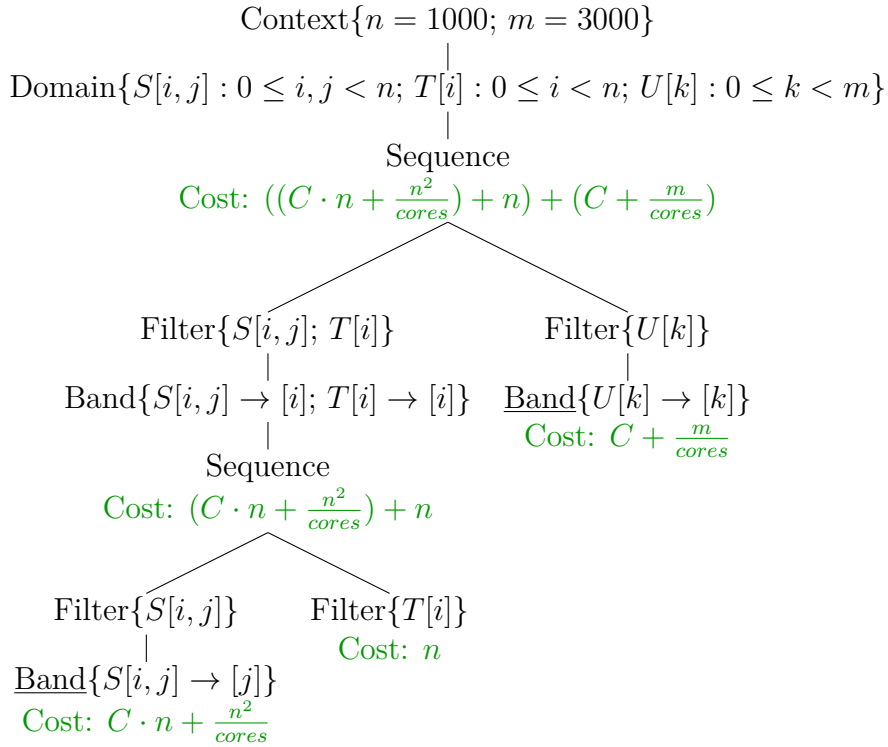 Context{n = 1000; m = 3000}
Domain{S[i, j] : 0 ≤ i, j < n; T[i] : 0 ≤ i < n; U[k] : 0 ≤ k < m}
Sequence
Cost: ((C · n + n²/cores) + n) + (C + m/cores)
Filter{S[i, j]; T[i]} Filter{U[k]}
Band{S[i, j] → [i]; T[i] → [i]} Band{U[k] → [k]}
Cost: C + m/cores
Sequence
Cost: (C · n + n²/cores) + n
Filter{S[i, j]} Filter{T[i]}
Cost: n
Band{S[i, j] → [j]}
Cost: C · n + n²/cores